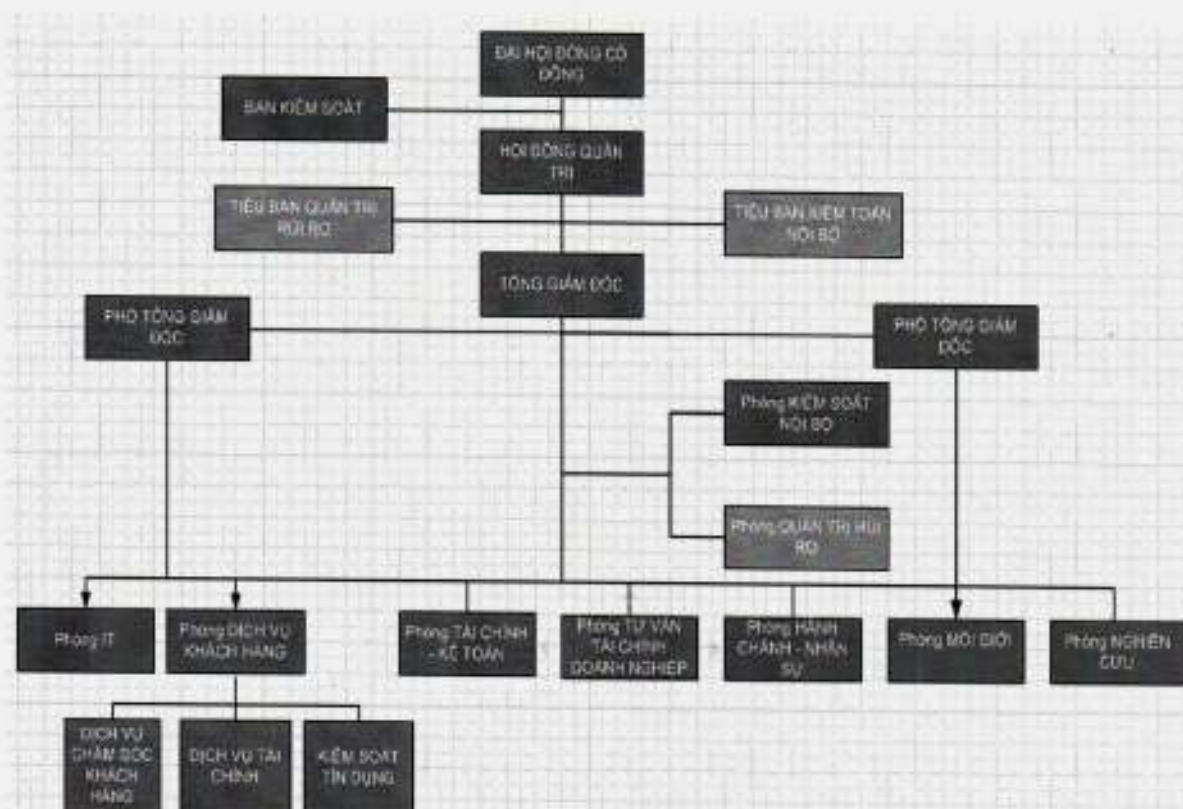 ĐẠI HỘI ĐỒNG CỔ
ĐÔNG
BAN KIỂM SOÁT
HỘI ĐỒNG QUẢN
TRỊ
TIỂU BAN QUẢN TRỊ
RỦI RO
TIỂU BAN KIỂM TOÁN
NỘI BỘ
TỔNG GIÁM ĐỐC
PHÓ TỔNG GIÁM
ĐỐC
PHÓ TỔNG GIÁM
ĐỐC
Phòng KIỂM SOÁT
NỘI BỘ
Phòng QUẢN TRỊ RỦI
RO
Phòng IT
Phòng DỊCH VỤ
KHÁCH HÀNG
Phòng TÀI CHÍNH
- KẾ TOÁN
Phòng TƯ VẤN
TÀI CHÍNH
DOANH NGHIỆP
Phòng HÀNH
CHÁNH - NHÂN
SỰ
Phòng MÔI GIỚI
Phòng NGHIÊN
CỨU
DỊCH VỤ
CHĂM SÓC
KHÁCH
HÀNG
DỊCH VỤ TÀI
CHÍNH
KIỂM SOÁT
TÍN DỤNG